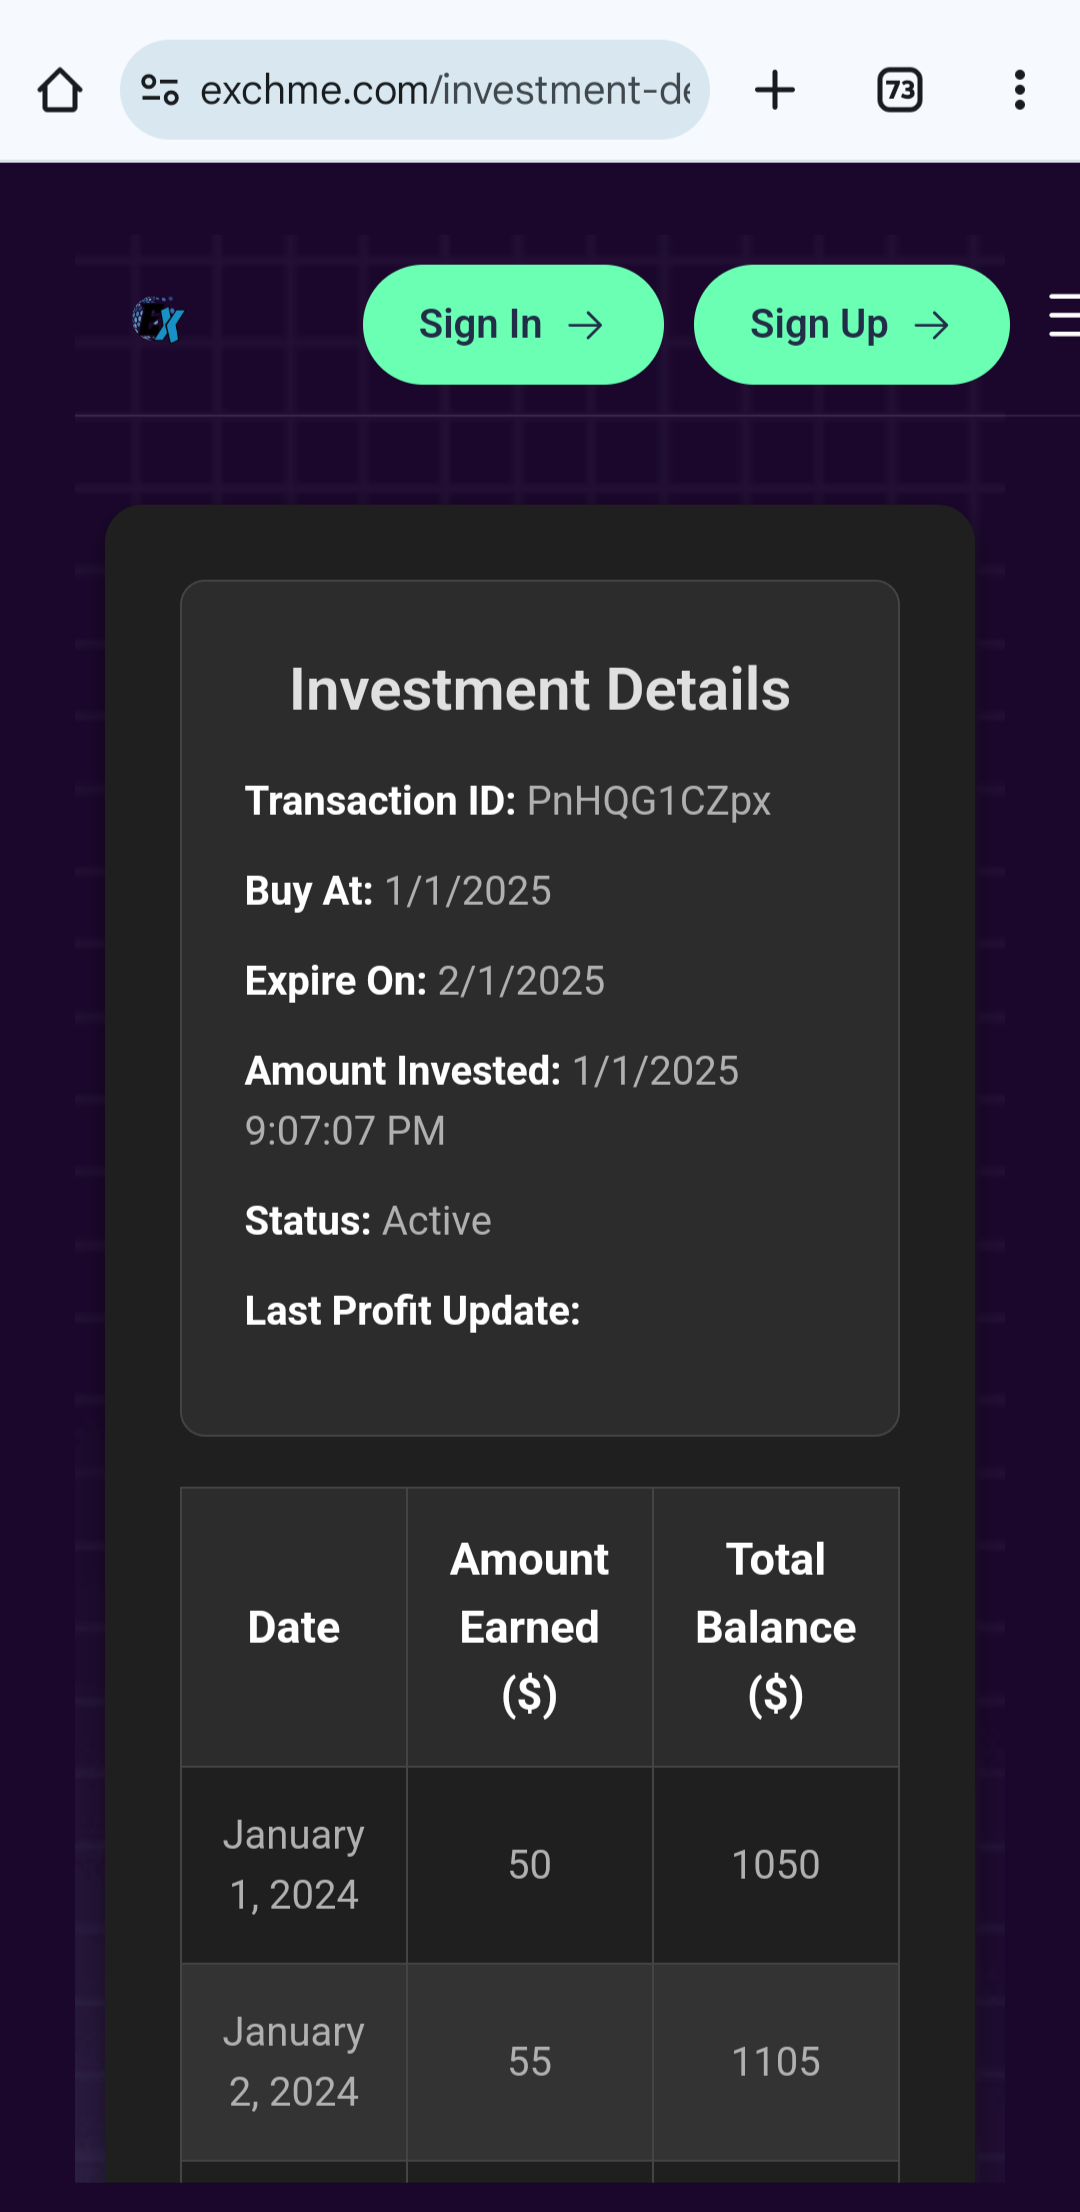 exchme.com/investment-de
73
EX
Sign In →
Sign Up →
Investment Details
Transaction ID: PnHQG1CZpx
Buy At: 1/1/2025
Expire On: 2/1/2025
Amount Invested: 1/1/2025
9:07:07 PM
Status: Active
Last Profit Update:
Date
Amount
Earned
($)
Total
Balance
($)
January
1, 2024
50
1050
January
2, 2024
55
1105